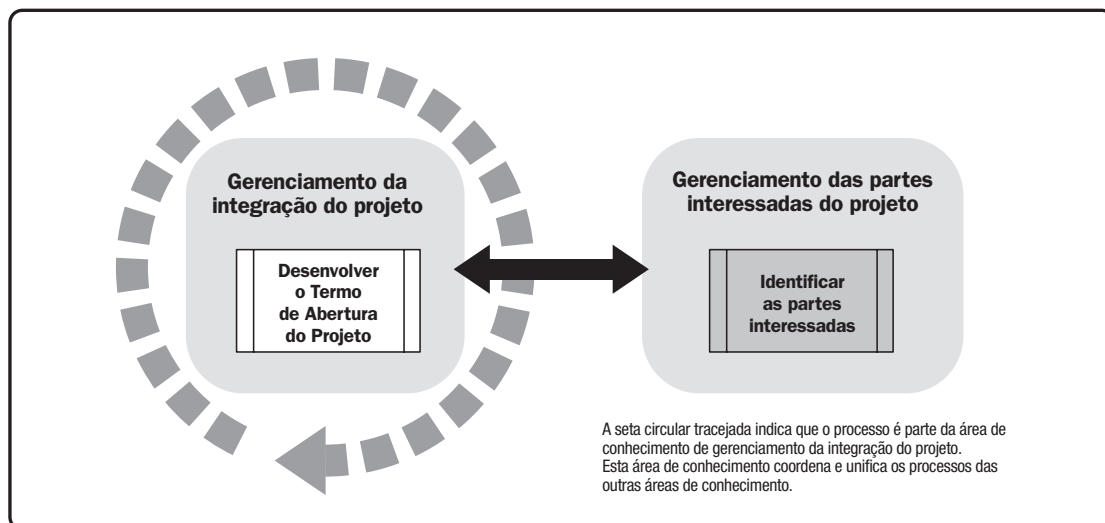 Gerenciamento da
integração do projeto
Desenvolver
o Termo
de Abertura
do Projeto
Gerenciamento das partes
interessadas do projeto
Identificar
as partes
interessadas
A seta circular tracejada indica que o processo é parte da área de
conhecimento de gerenciamento da integração do projeto.
Esta área de conhecimento coordena e unifica os processos das
outras áreas de conhecimento.